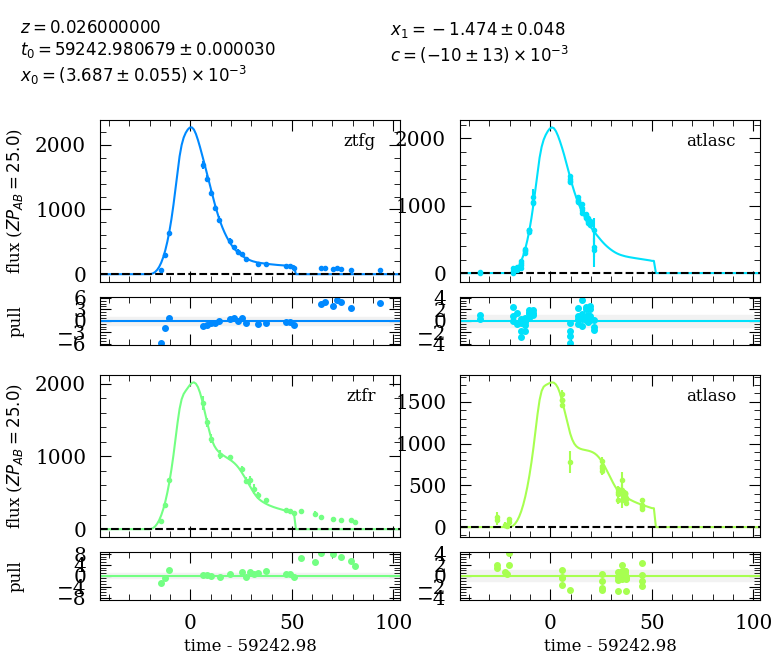 z = 0.026000000
t₀ = 59242.980679 ± 0.000030
x₀ = (3.687 ± 0.055) × 10⁻³
x₁ = −1.474 ± 0.048
c = (−10 ± 13) × 10⁻³
flux (ZP_AB = 25.0)
2000
1000
0
ztfg
2000
1000
0
atlasc
pull
6
3
0
−3
−6
4
2
0
−2
−4
flux (ZP_AB = 25.0)
2000
1000
0
ztfr
1500
1000
500
0
atlaso
pull
8
4
0
−4
−8
4
2
0
−2
−4
0 50 100
0 50 100
time - 59242.98
time - 59242.98